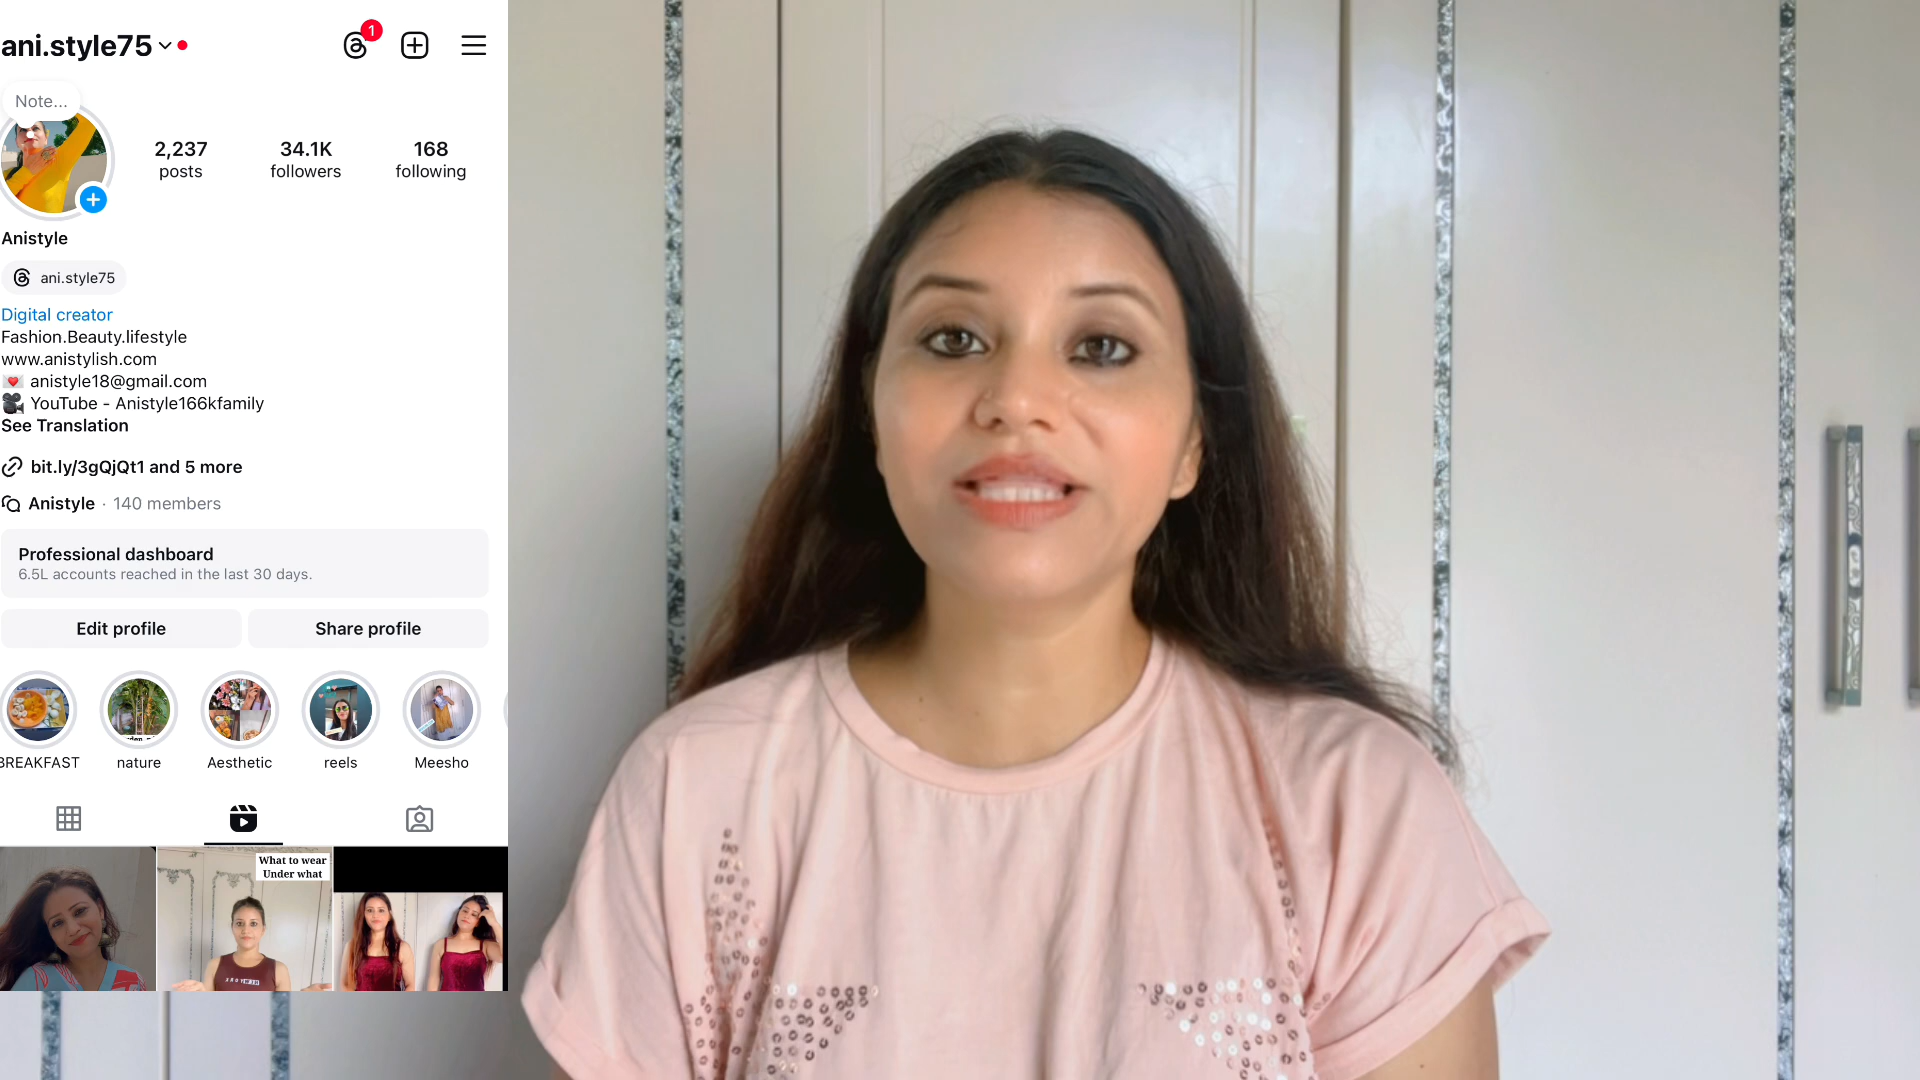 ani.style75
1
Note...
2,237
posts
34.1K
followers
168
following
Anistyle
ani.style75
Digital creator
Fashion.Beauty.lifestyle
www.anistylish.com
💌 anistyle18@gmail.com
🎥 YouTube - Anistyle166kfamily
See Translation
bit.ly/3gQjQt1 and 5 more
Anistyle · 140 members
Professional dashboard
6.5L accounts reached in the last 30 days.
Edit profile
Share profile
BREAKFAST
nature
Aesthetic
reels
Meesho
What to wear
Under what